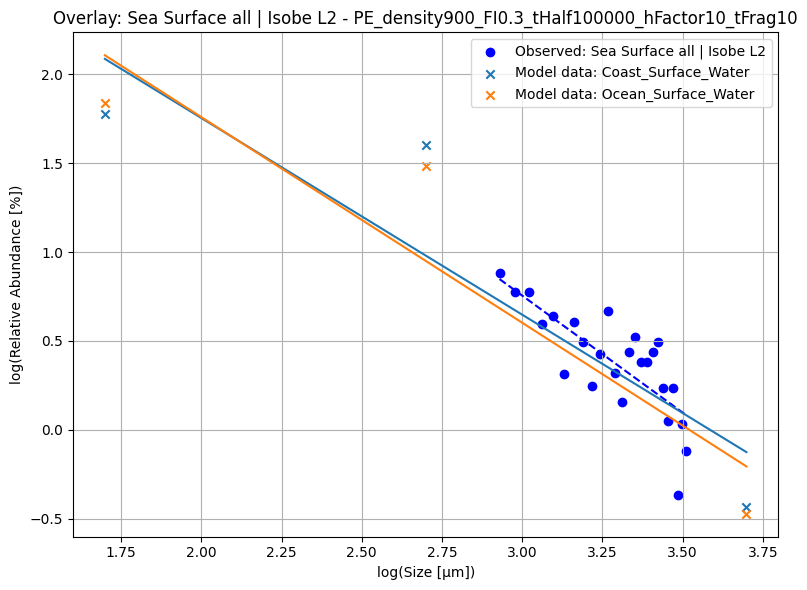 Overlay: Sea Surface all | Isobe L2 - PE_density900_FI0.3_tHalf100000_hFactor10_tFrag10
Observed: Sea Surface all | Isobe L2
Model data: Coast_Surface_Water
Model data: Ocean_Surface_Water
log(Relative Abundance [%])
2.0
1.5
1.0
0.5
0.0
−0.5
1.75 2.00 2.25 2.50 2.75 3.00 3.25 3.50 3.75
log(Size [μm])